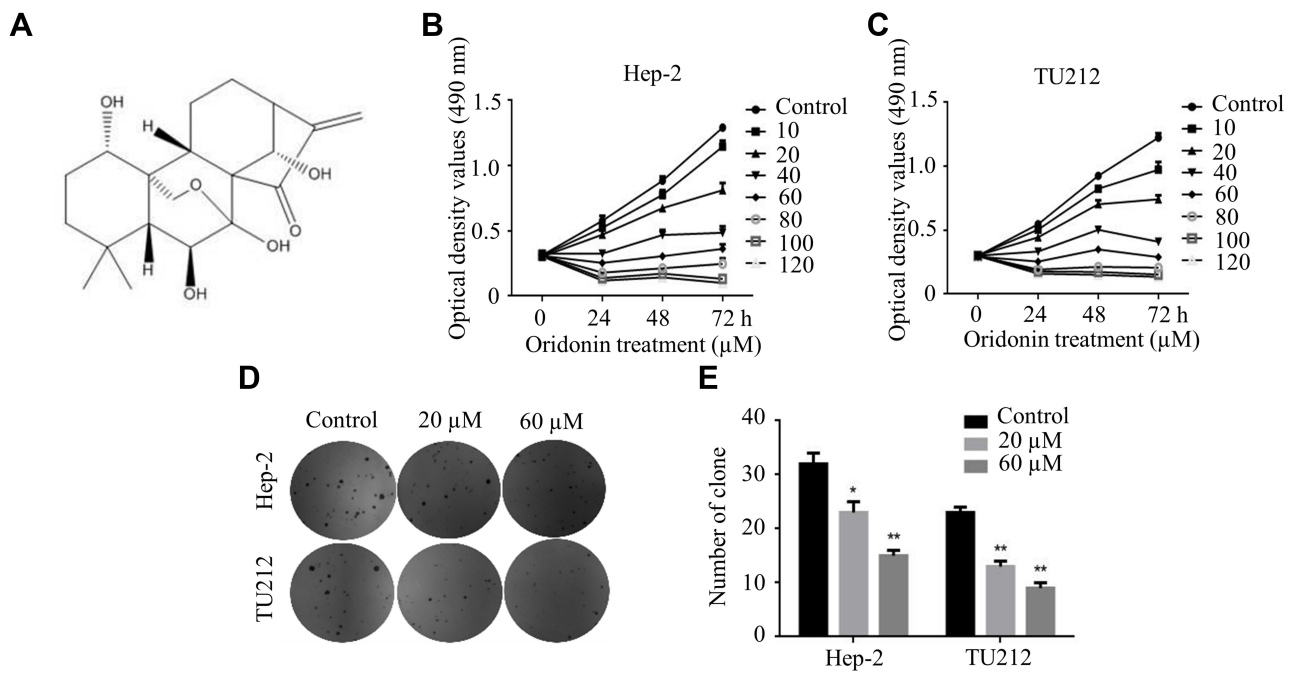 A
OH
H
O
OH
O
OH
H
OH
B
Hep-2
Optical density values (490 nm)
1.5
1.0
0.5
0
0 24 48 72 h
Oridonin treatment (µM)
Control
10
20
40
60
80
100
120
C
TU212
Optical density values (490 nm)
1.5
1.0
0.5
0
0 24 48 72 h
Oridonin treatment (µM)
Control
10
20
40
60
80
100
120
D
Control 20 µM 60 µM
Hep-2
TU212
E
Number of clone
40
30
20
10
0
Control
20 µM
60 µM
*
**
**
**
Hep-2 TU212